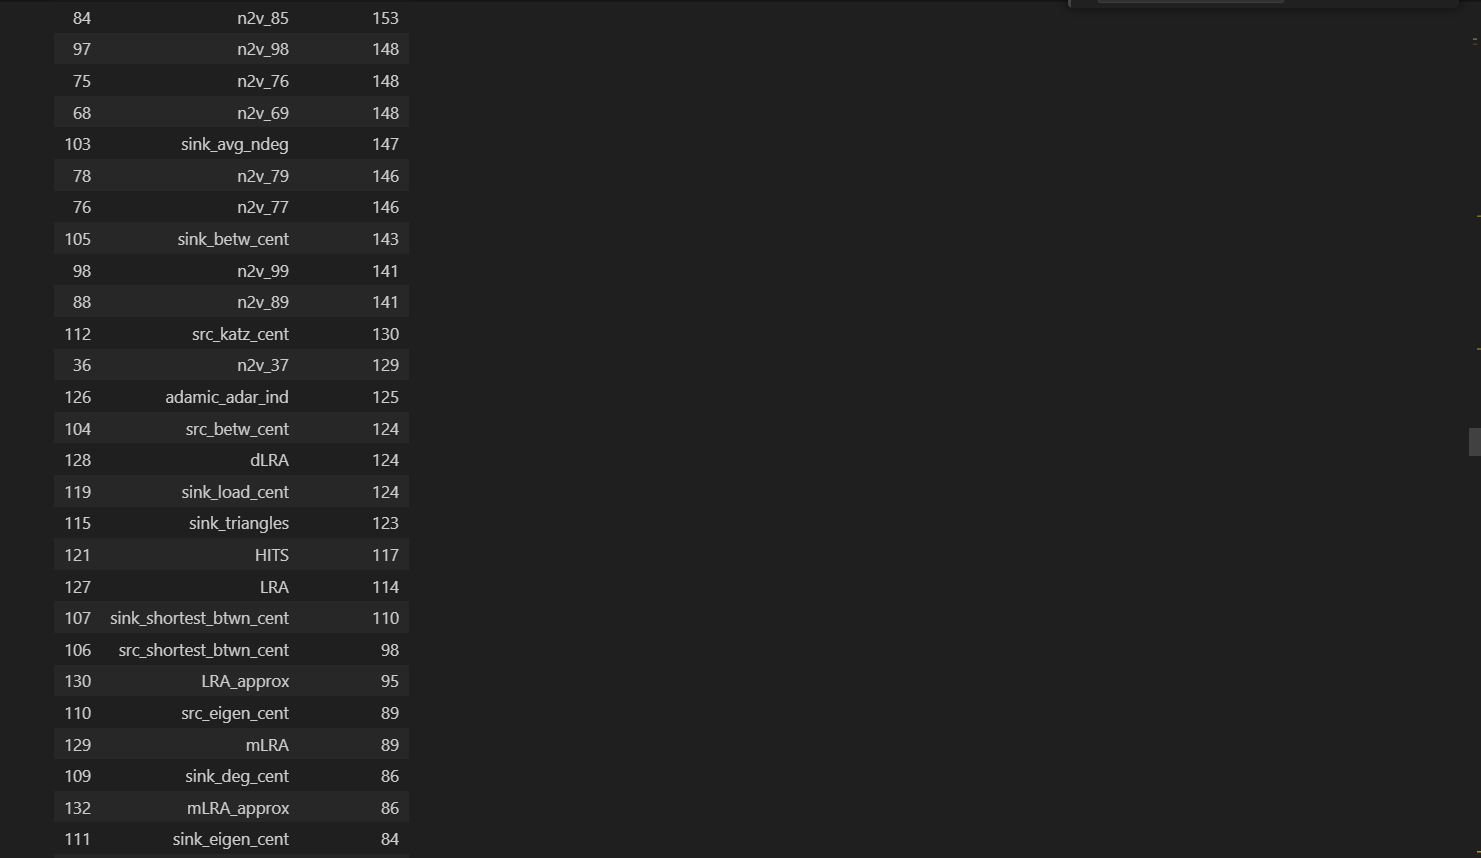 84 n2v_85 153
97 n2v_98 148
75 n2v_76 148
68 n2v_69 148
103 sink_avg_ndeg 147
78 n2v_79 146
76 n2v_77 146
105 sink_betw_cent 143
98 n2v_99 141
88 n2v_89 141
112 src_katz_cent 130
36 n2v_37 129
126 adamic_adar_ind 125
104 src_betw_cent 124
128 dLRA 124
119 sink_load_cent 124
115 sink_triangles 123
121 HITS 117
127 LRA 114
107 sink_shortest_btwn_cent 110
106 src_shortest_btwn_cent 98
130 LRA_approx 95
110 src_eigen_cent 89
129 mLRA 89
109 sink_deg_cent 86
132 mLRA_approx 86
111 sink_eigen_cent 84